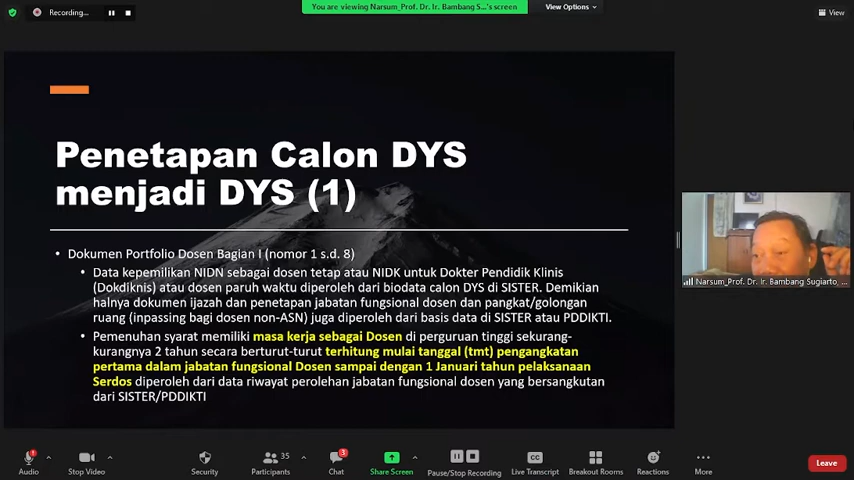 Recording...
You are viewing Narsum_Prof. Dr. Ir. Bambang S...'s screen
View Options
View
Penetapan Calon DYS
menjadi DYS (1)
• Dokumen Portfolio Dosen Bagian I (nomor 1 s.d. 8)
• Data kepemilikan NIDN sebagai dosen tetap atau NIDK untuk Dokter Pendidik Klinis
(Dokdiknis) atau dosen paruh waktu diperoleh dari biodata calon DYS di SISTER. Demikian
halnya dokumen ijazah dan penetapan jabatan fungsional dosen dan pangkat/golongan
ruang (inpassing bagi dosen non-ASN) juga diperoleh dari basis data di SISTER atau PDDIKTI.
• Pemenuhan syarat memiliki masa kerja sebagai Dosen di perguruan tinggi sekurang-
kurangnya 2 tahun secara berturut-turut terhitung mulai tanggal (tmt) pengangkatan
pertama dalam jabatan fungsional Dosen sampai dengan 1 Januari tahun pelaksanaan
Serdos diperoleh dari data riwayat perolehan jabatan fungsional dosen yang bersangkutan
dari SISTER/PDDIKTI
Narsum_Prof. Dr. Ir. Bambang Sugiarto, ...
Audio
Stop Video
Security
35
Participants
3
Chat
Share Screen
Pause/Stop Recording
CC
Live Transcript
Breakout Rooms
Reactions
More
Leave